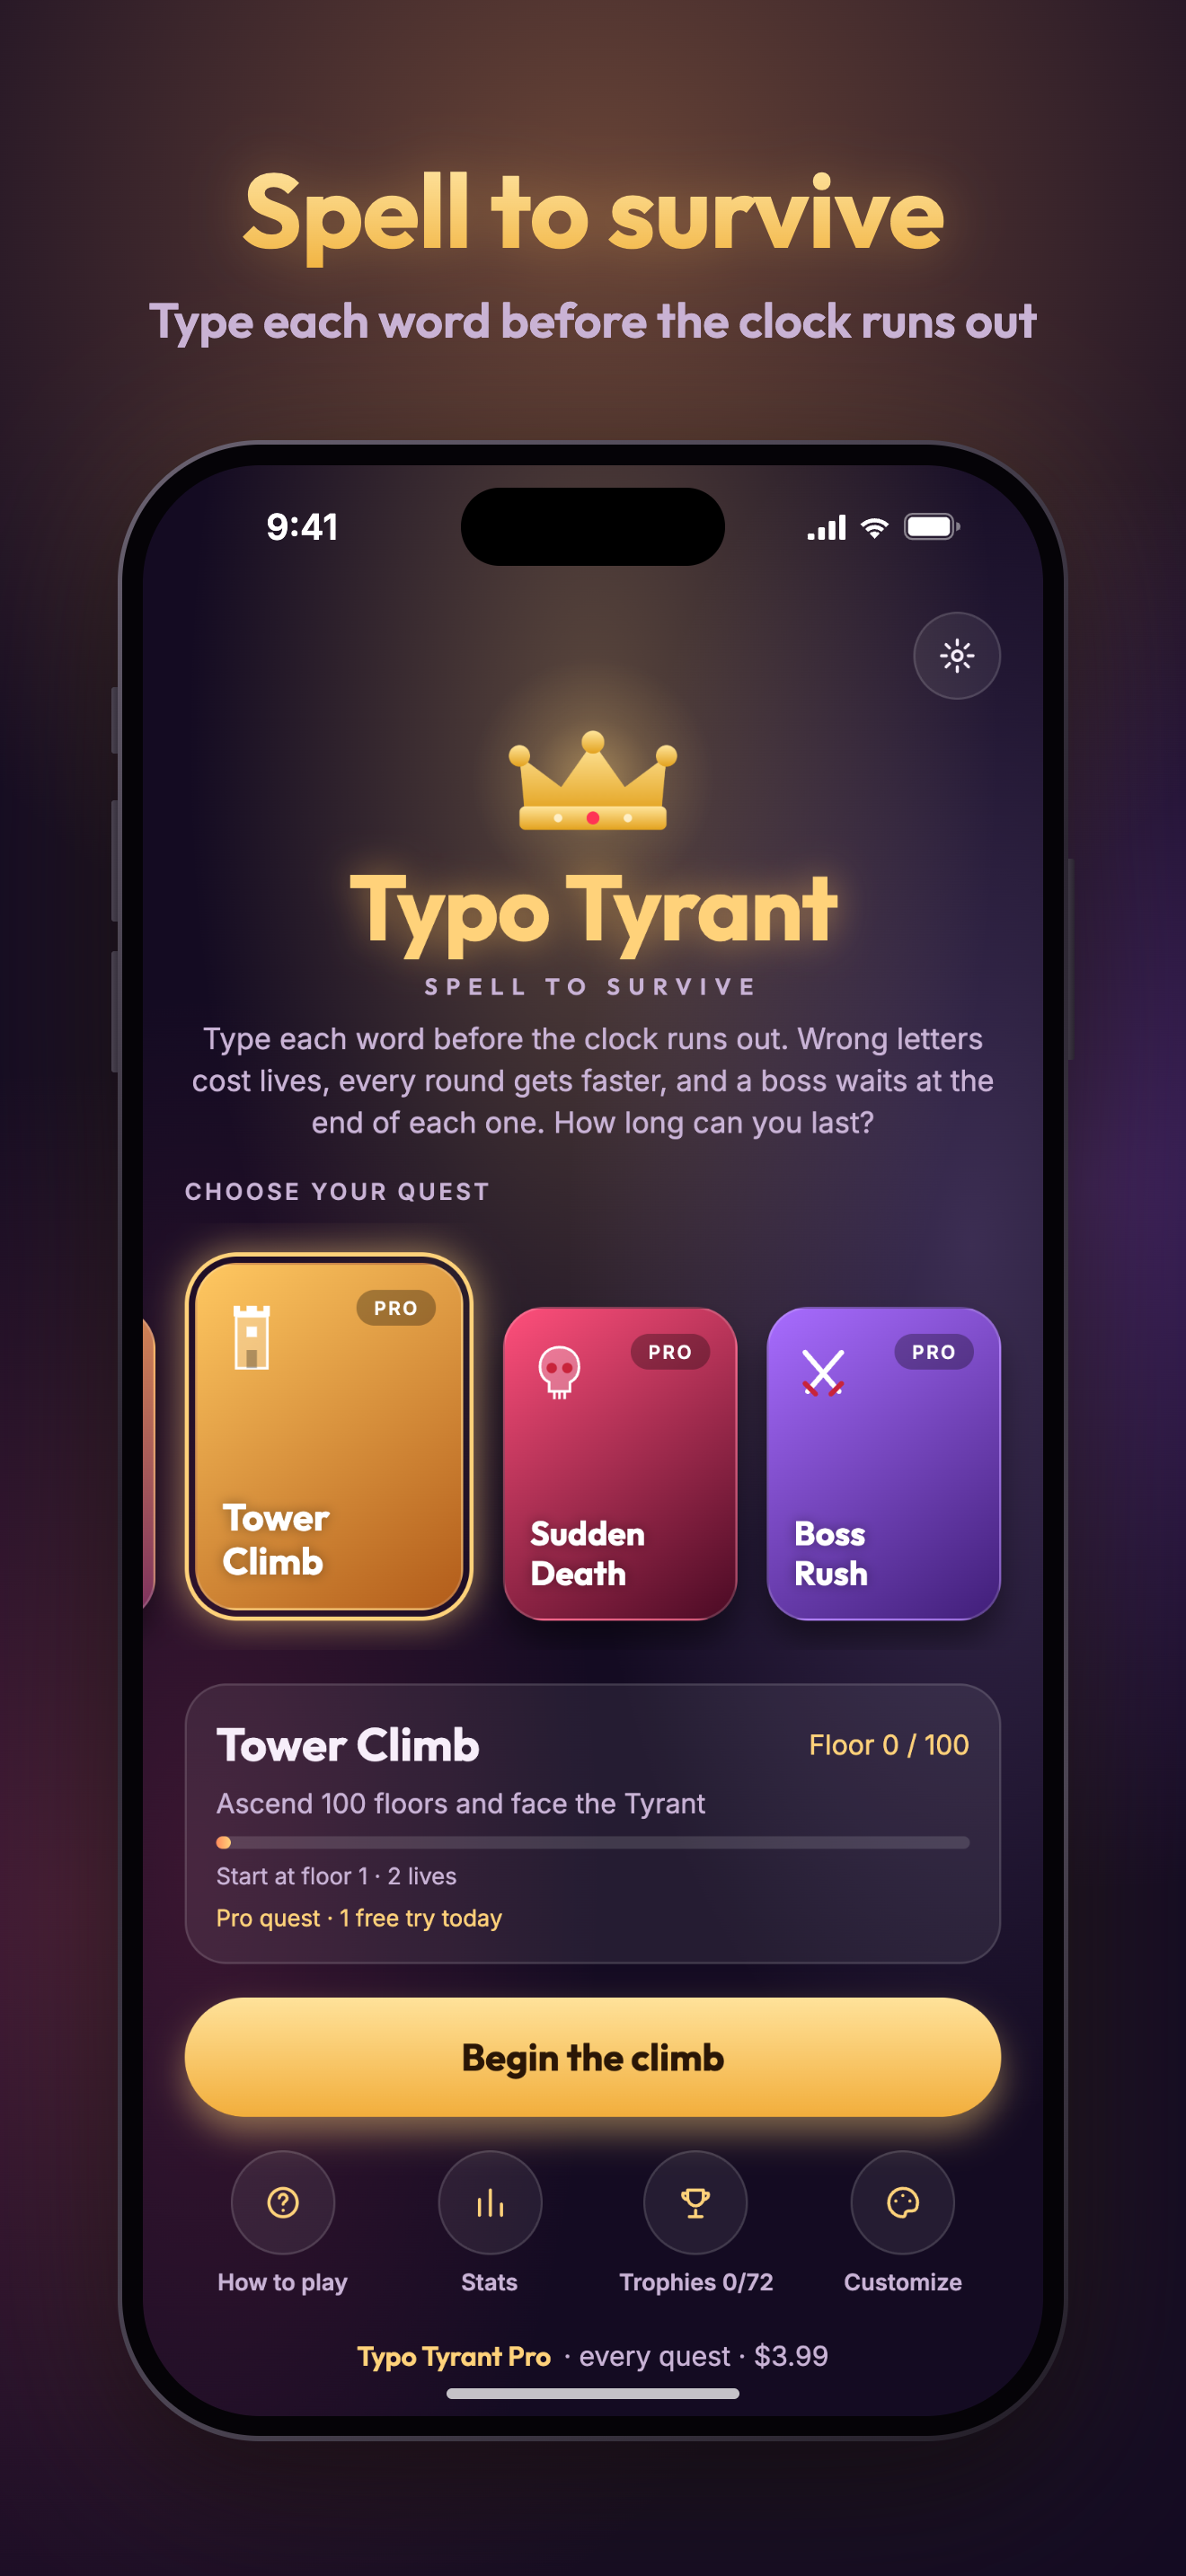 Spell to survive
Type each word before the clock runs out
9:41
Typo Tyrant
SPELL TO SURVIVE
Type each word before the clock runs out. Wrong letters
cost lives, every round gets faster, and a boss waits at the
end of each one. How long can you last?
CHOOSE YOUR QUEST
PRO
Tower
Climb
PRO
Sudden
Death
PRO
Boss
Rush
Tower Climb
Floor 0 / 100
Ascend 100 floors and face the Tyrant
Start at floor 1 · 2 lives
Pro quest · 1 free try today
Begin the climb
How to play
Stats
Trophies 0/72
Customize
Typo Tyrant Pro · every quest · $3.99